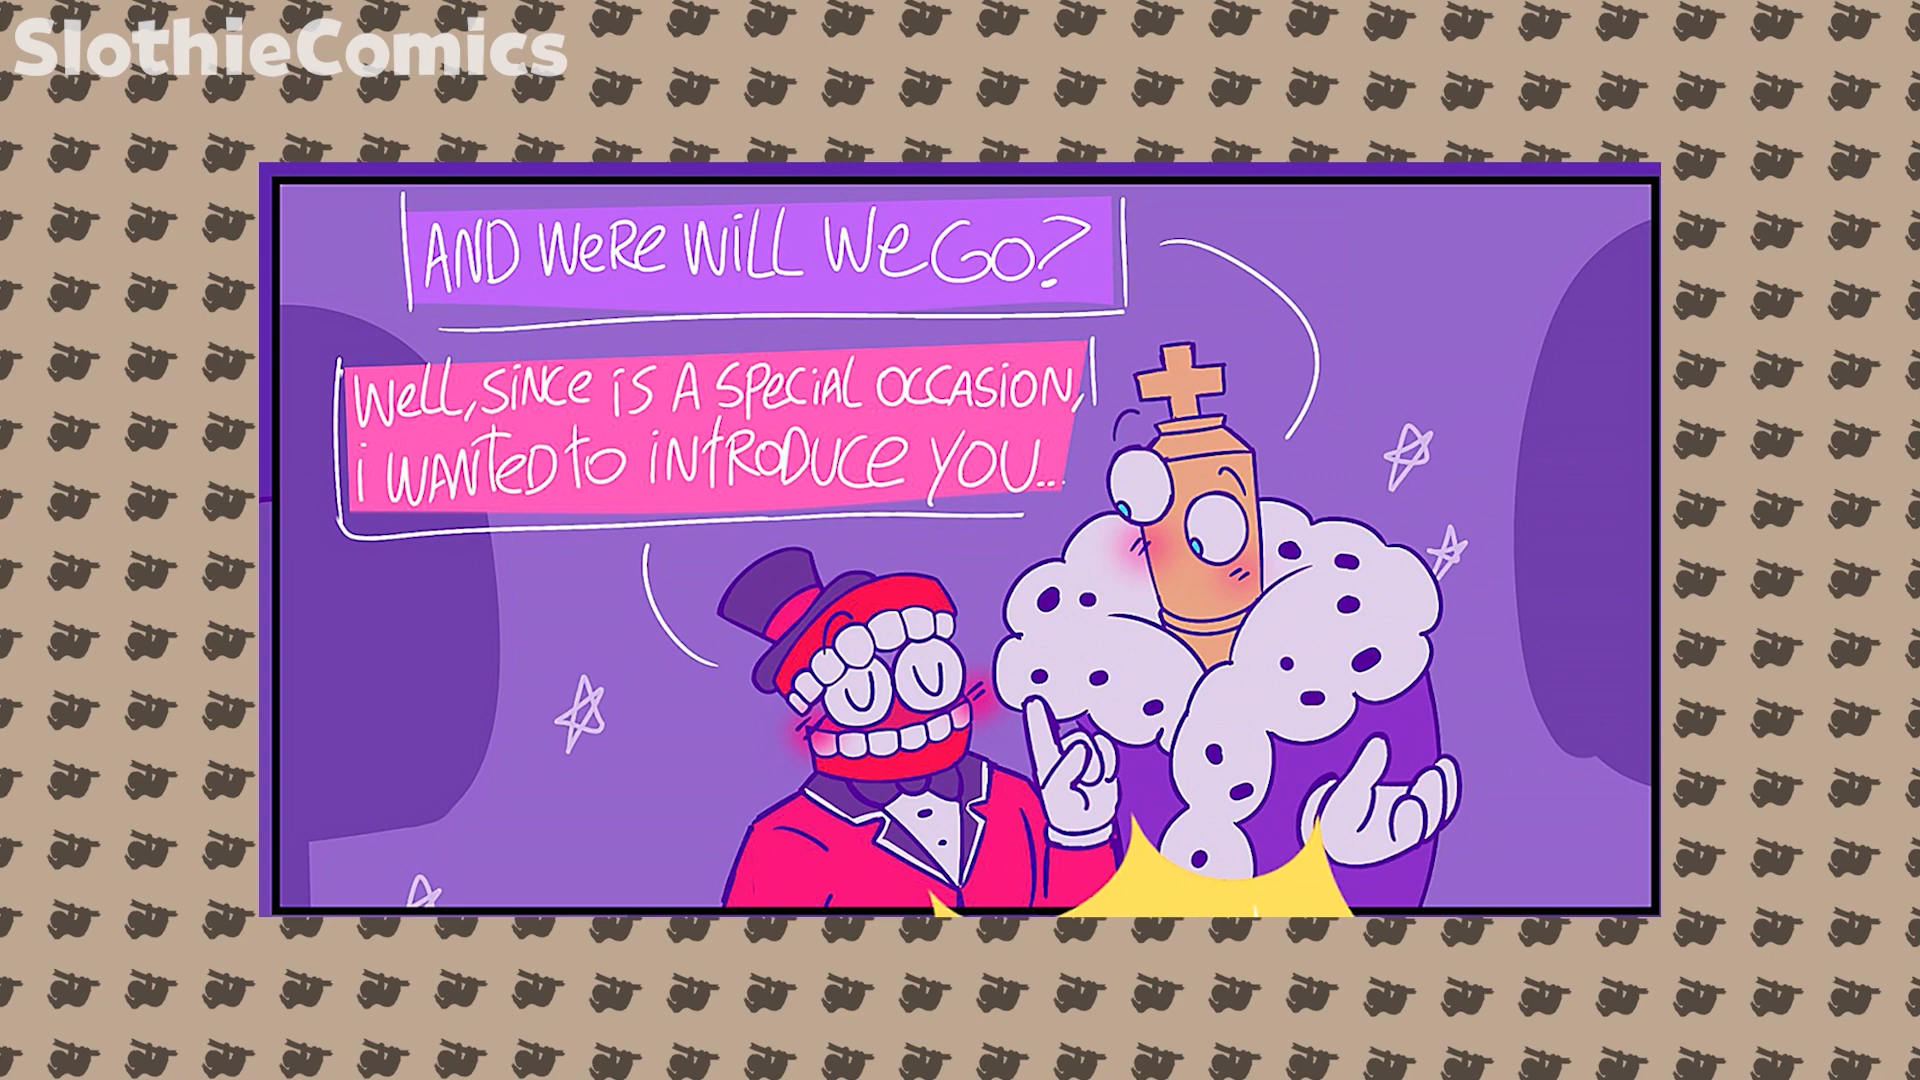 SlothieComics
AND WeRe WiLL We GO?
WeLL, SiNCe iS A SPeCiAL OCCASiON,
i WANTeD to iNtRODUCe YOU...